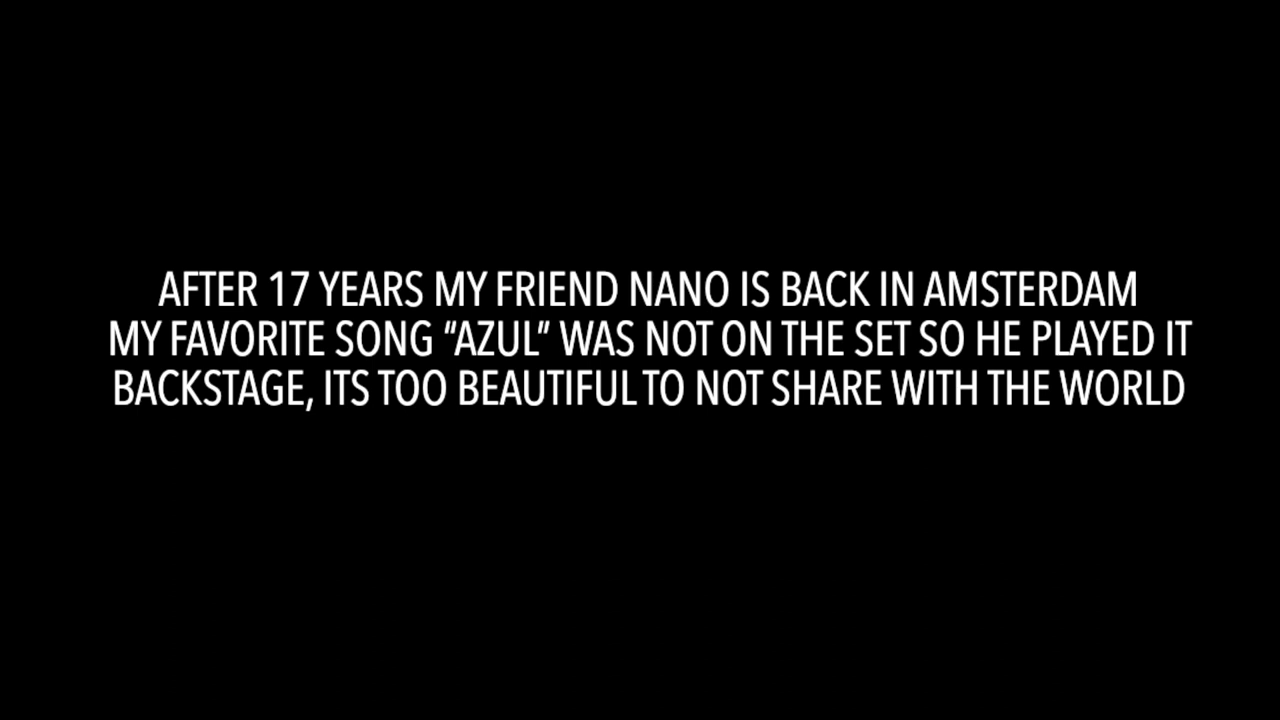 AFTER 17 YEARS MY FRIEND NANO IS BACK IN AMSTERDAM
MY FAVORITE SONG “AZUL” WAS NOT ON THE SET SO HE PLAYED IT
BACKSTAGE, ITS TOO BEAUTIFUL TO NOT SHARE WITH THE WORLD